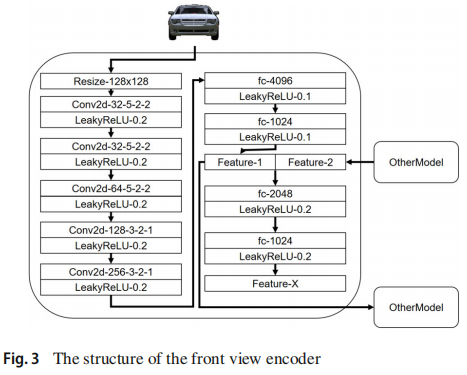 Resize-128x128
Conv2d-32-5-2-2
LeakyReLU-0.2
Conv2d-32-5-2-2
LeakyReLU-0.2
Conv2d-64-5-2-2
LeakyReLU-0.2
Conv2d-128-3-2-1
LeakyReLU-0.2
Conv2d-256-3-2-1
LeakyReLU-0.2
fc-4096
LeakyReLU-0.1
fc-1024
LeakyReLU-0.1
Feature-1 Feature-2
OtherModel
fc-2048
LeakyReLU-0.2
fc-1024
LeakyReLU-0.2
Feature-X
OtherModel
Fig. 3 The structure of the front view encoder